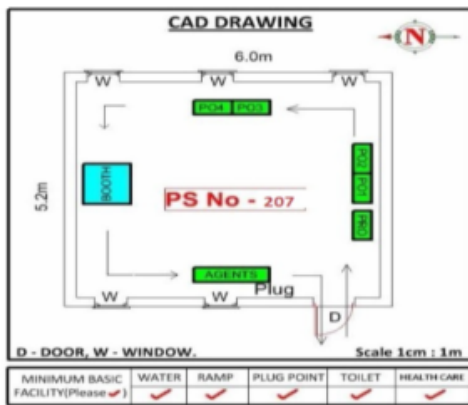 CAD DRAWING
N
6.0m
W W W
PO4 PO3
5.2m
BOOTH
PO2
PO1
PS No - 207
PRO
AGENTS
Plug
W W
D
D - DOOR, W - WINDOW. Scale 1cm : 1m
MINIMUM BASIC FACILITY(Please ✓) WATER RAMP PLUG POINT TOILET HEALTH CARE
✓ ✓ ✓ ✓ ✓